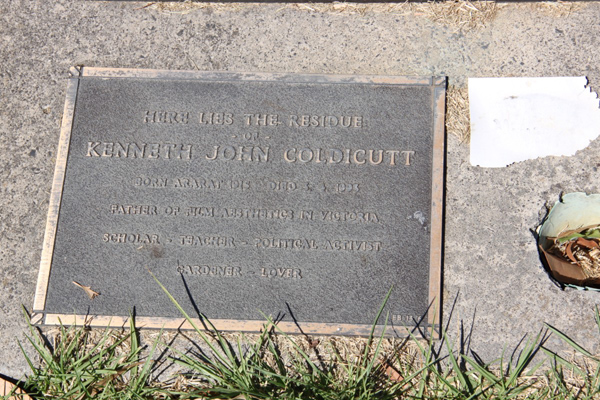 HERE LIES THE RESIDUE
OF
KENNETH JOHN COLDICUTT
BORN ARARAT DIED
FATHER OF FILM AESTHETICS IN VICTORIA
SCHOLAR - TEACHER - POLITICAL ACTIVIST
GARDENER - LOVER